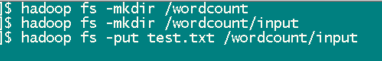 ]$ hadoop fs -mkdir /wordcount
]$ hadoop fs -mkdir /wordcount/input
]$ hadoop fs -put test.txt /wordcount/input